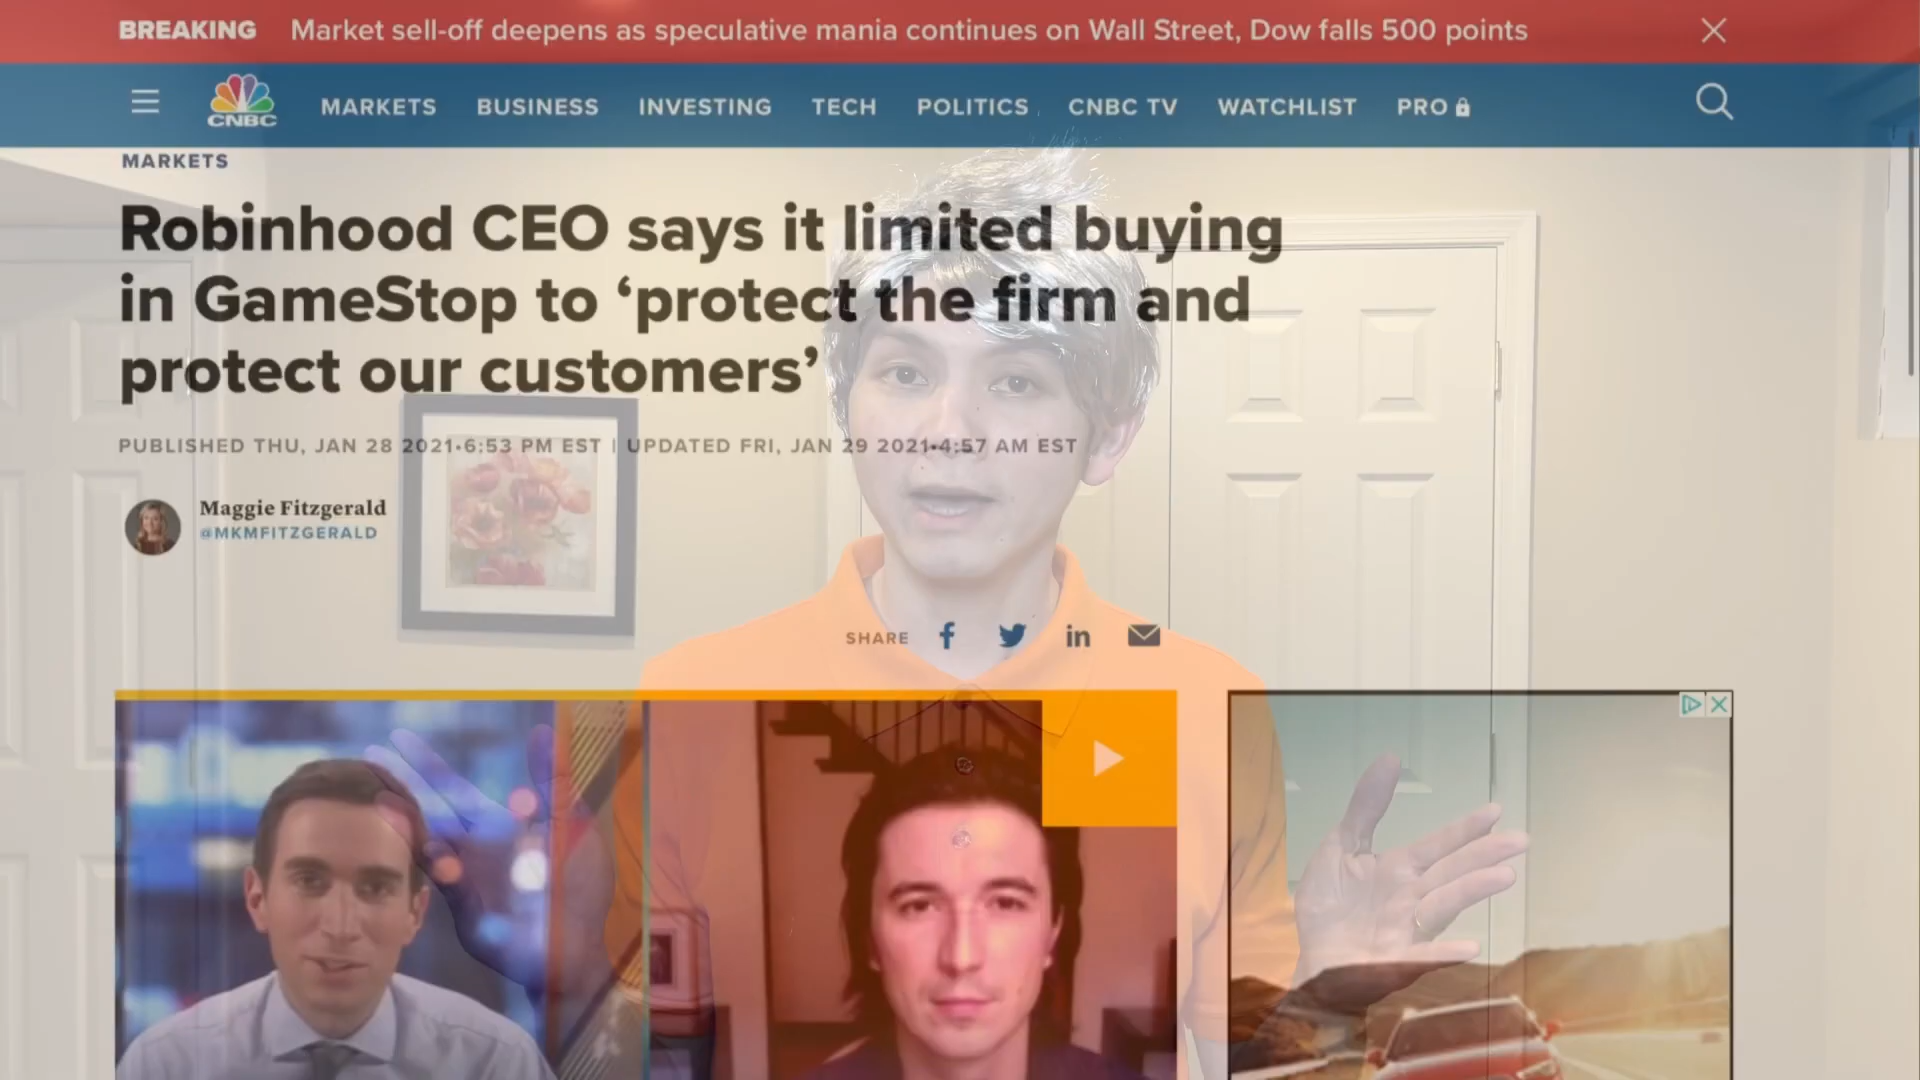 BREAKING Market sell-off deepens as speculative mania continues on Wall Street, Dow falls 500 points
CNBC MARKETS BUSINESS INVESTING TECH POLITICS CNBC TV WATCHLIST PRO
MARKETS
Robinhood CEO says it limited buying
in GameStop to ‘protect the firm and
protect our customers’
PUBLISHED THU, JAN 28 2021•6:53 PM EST | UPDATED FRI, JAN 29 2021•4:57 AM EST
Maggie Fitzgerald
@MKMFITZGERALD
SHARE